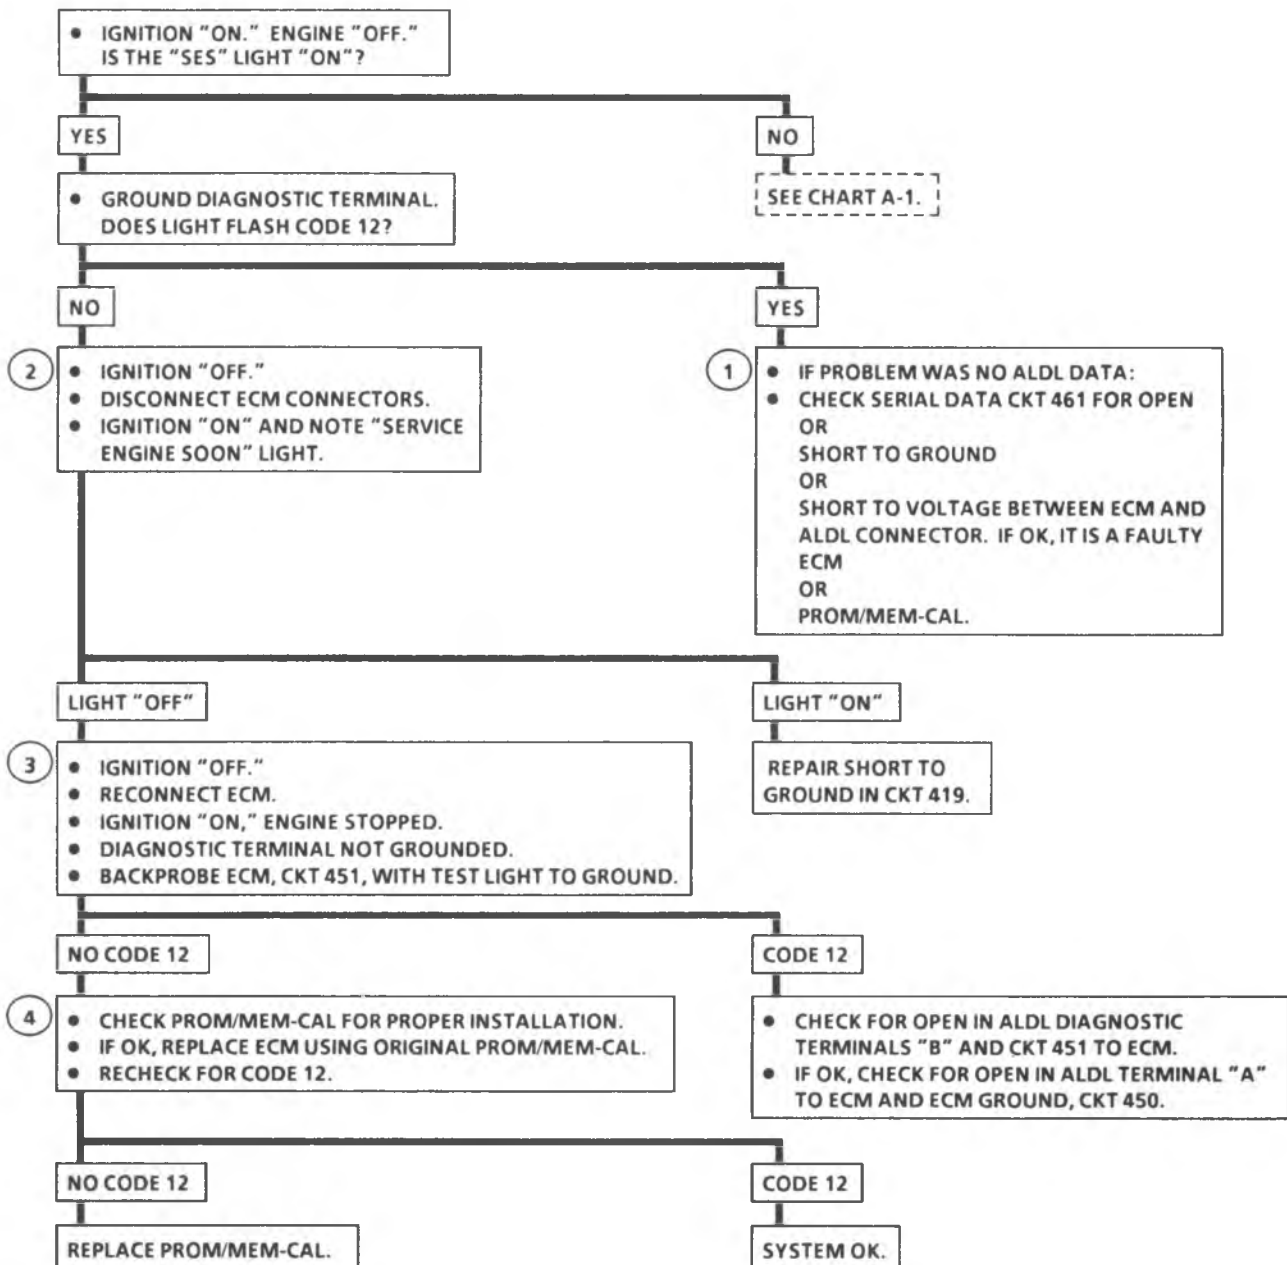 • IGNITION "ON." ENGINE "OFF."
IS THE "SES" LIGHT "ON"?
YES
NO
• GROUND DIAGNOSTIC TERMINAL.
DOES LIGHT FLASH CODE 12?
SEE CHART A-1.
NO
YES
2
• IGNITION "OFF."
• DISCONNECT ECM CONNECTORS.
• IGNITION "ON" AND NOTE "SERVICE
ENGINE SOON" LIGHT.
1
• IF PROBLEM WAS NO ALDL DATA:
• CHECK SERIAL DATA CKT 461 FOR OPEN
OR
SHORT TO GROUND
OR
SHORT TO VOLTAGE BETWEEN ECM AND
ALDL CONNECTOR. IF OK, IT IS A FAULTY
ECM
OR
PROM/MEM-CAL.
LIGHT "OFF"
LIGHT "ON"
3
• IGNITION "OFF."
• RECONNECT ECM.
• IGNITION "ON," ENGINE STOPPED.
• DIAGNOSTIC TERMINAL NOT GROUNDED.
• BACKPROBE ECM, CKT 451, WITH TEST LIGHT TO GROUND.
REPAIR SHORT TO
GROUND IN CKT 419.
NO CODE 12
CODE 12
4
• CHECK PROM/MEM-CAL FOR PROPER INSTALLATION.
• IF OK, REPLACE ECM USING ORIGINAL PROM/MEM-CAL.
• RECHECK FOR CODE 12.
• CHECK FOR OPEN IN ALDL DIAGNOSTIC
TERMINALS "B" AND CKT 451 TO ECM.
• IF OK, CHECK FOR OPEN IN ALDL TERMINAL "A"
TO ECM AND ECM GROUND, CKT 450.
NO CODE 12
CODE 12
REPLACE PROM/MEM-CAL.
SYSTEM OK.